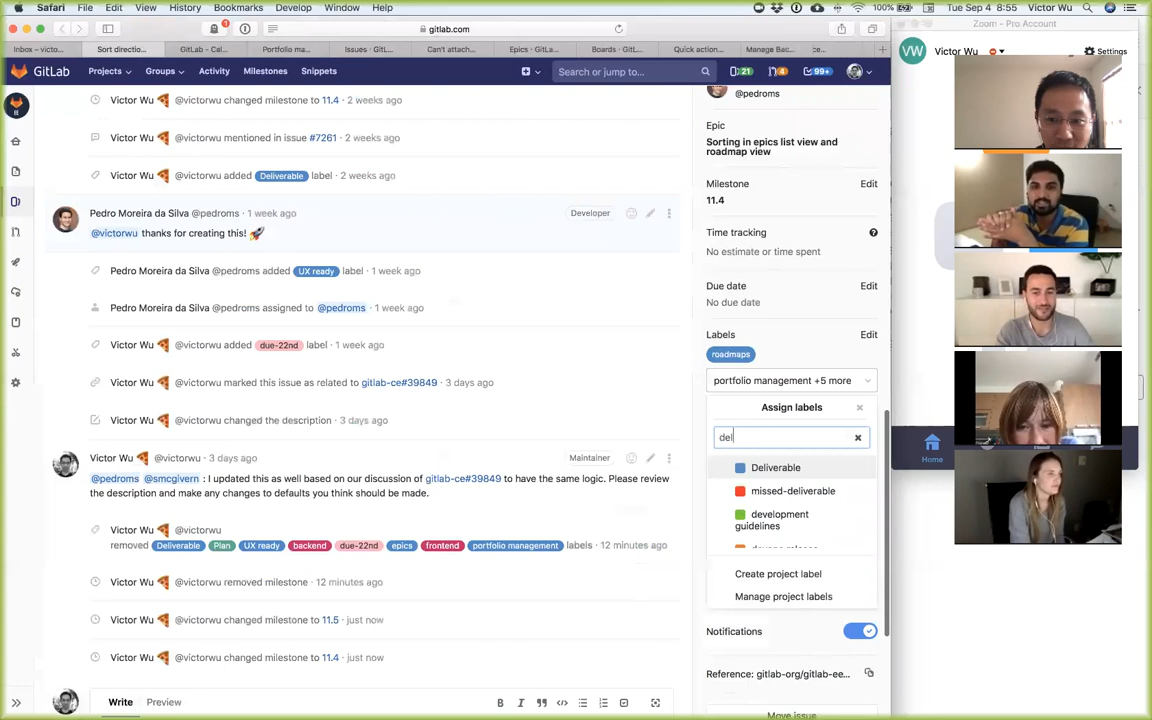 Safari File Edit View History Bookmarks Develop Window Help
100% Tue Sep 4 8:55 Victor Wu
gitlab.com
Zoom - Pro Account
Inbox – victo... Sort directio... GitLab - Cal... Portfolio ma... Issues · GitL... Can't attach... Epics · GitLa... Boards · GitL... Quick action... Manage Bac...
VW Victor Wu Settings
GitLab Projects Groups Activity Milestones Snippets Search or jump to... 21 4 99+
Victor Wu @victorwu changed milestone to 11.4 · 2 weeks ago
Victor Wu @victorwu mentioned in issue #7261 · 2 weeks ago
Victor Wu @victorwu added Deliverable label · 2 weeks ago
Pedro Moreira da Silva @pedroms · 1 week ago Developer
@victorwu thanks for creating this!
Pedro Moreira da Silva @pedroms added UX ready label · 1 week ago
Pedro Moreira da Silva @pedroms assigned to @pedroms · 1 week ago
Victor Wu @victorwu added due-22nd label · 1 week ago
Victor Wu @victorwu marked this issue as related to gitlab-ce#39849 · 3 days ago
Victor Wu @victorwu changed the description · 3 days ago
Victor Wu @victorwu · 3 days ago Maintainer
@pedroms @smcgivern : I updated this as well based on our discussion of gitlab-ce#39849 to have the same logic. Please review
the description and make any changes to defaults you think should be made.
Victor Wu @victorwu
removed Deliverable Plan UX ready backend due-22nd epics frontend portfolio management labels · 12 minutes ago
Victor Wu @victorwu removed milestone · 12 minutes ago
Victor Wu @victorwu changed milestone to 11.5 · just now
Victor Wu @victorwu changed milestone to 11.4 · just now
Write Preview
@pedroms
Epic
Sorting in epics list view and
roadmap view
Milestone Edit
11.4
Time tracking
No estimate or time spent
Due date Edit
No due date
Labels Edit
roadmaps
portfolio management +5 more
Assign labels
del
Deliverable
missed-deliverable
development
guidelines
Create project label
Manage project labels
Notifications
Reference: gitlab-org/gitlab-ee...
Move issue
Home